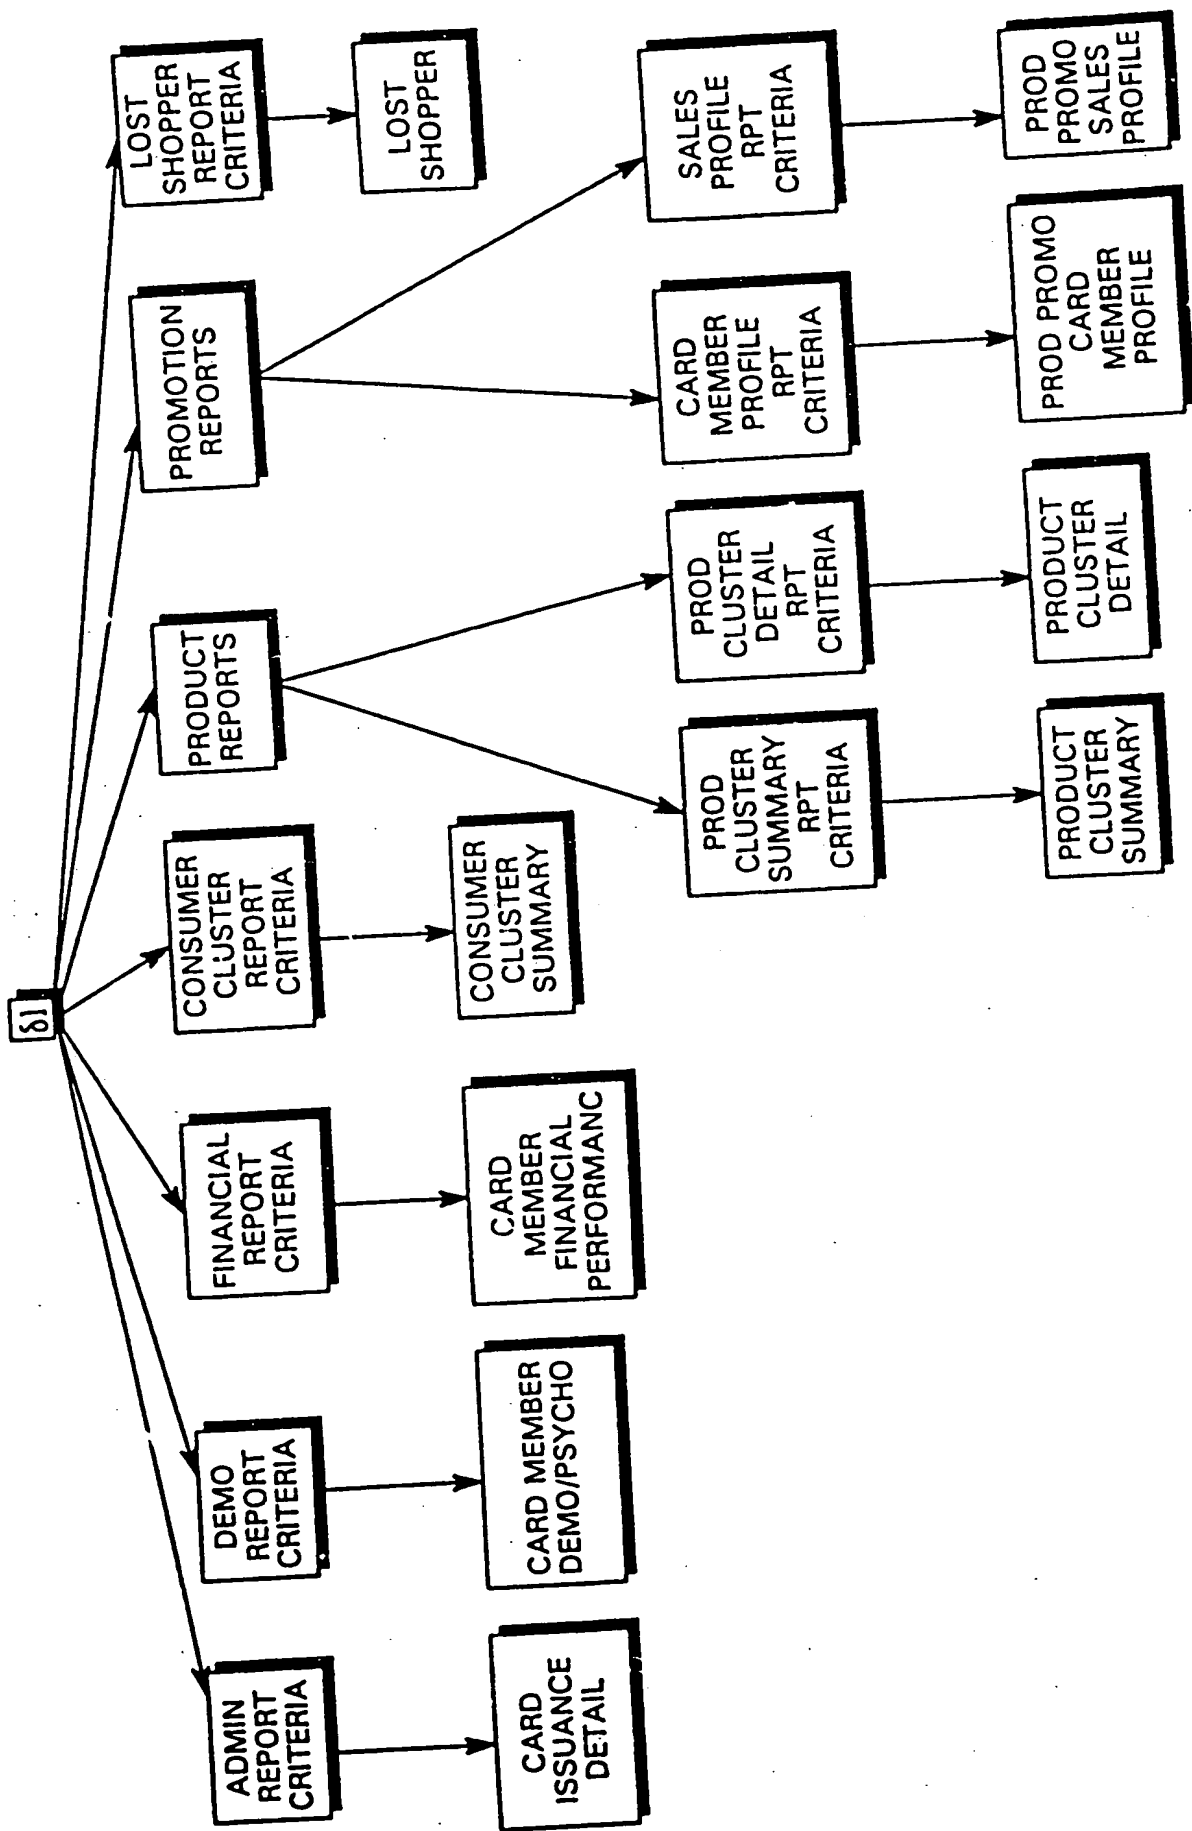 ADMIN
REPORT
CRITERIA
DEMO
REPORT
CRITERIA
FINANCIAL
REPORT
CRITERIA
CONSUMER
CLUSTER
REPORT
CRITERIA
PRODUCT
REPORTS
PROMOTION
REPORTS
LOST
SHOPPER
REPORT
CRITERIA
CARD
ISSUANCE
DETAIL
CARD MEMBER
DEMO/PSYCHO
CARD
MEMBER
FINANCIAL
PERFORMANC
CONSUMER
CLUSTER
SUMMARY
LOST
SHOPPER
PROD
CLUSTER
SUMMARY
RPT
CRITERIA
PROD
CLUSTER
DETAIL
RPT
CRITERIA
CARD
MEMBER
PROFILE
RPT
CRITERIA
SALES
PROFILE
RPT
CRITERIA
PRODUCT
CLUSTER
SUMMARY
PRODUCT
CLUSTER
DETAIL
PROD PROMO
CARD
MEMBER
PROFILE
PROD
PROMO
SALES
PROFILE